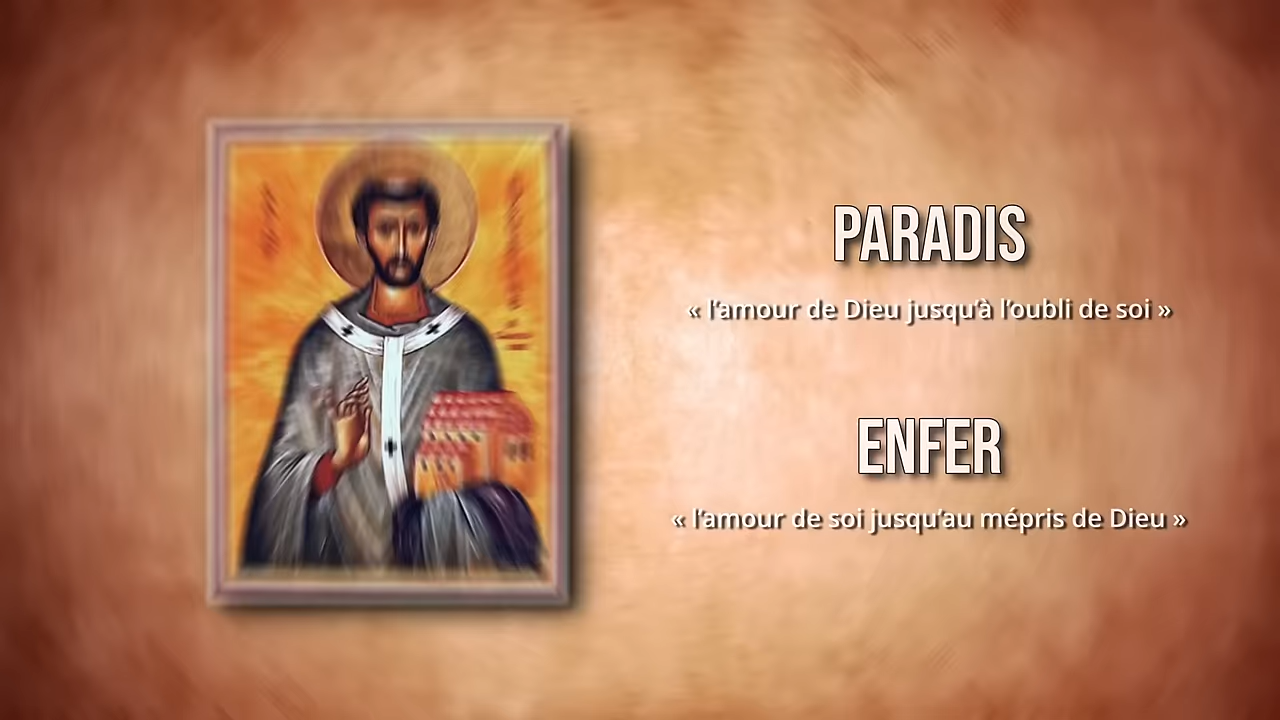 PARADIS
« l’amour de Dieu jusqu’à l’oubli de soi »
ENFER
« l’amour de soi jusqu’au mépris de Dieu »